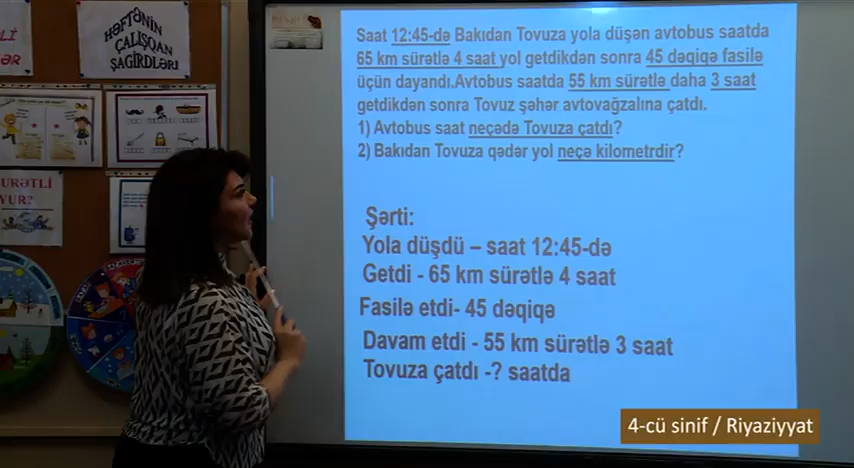 HƏFTƏNİN
ÇALIŞQAN
ŞAGİRDLƏRİ
Saat 12:45-də Bakıdan Tovuza yola düşən avtobus saatda
65 km sürətlə 4 saat yol getdikdən sonra 45 dəqiqə fasilə
üçün dayandı.Avtobus saatda 55 km sürətlə daha 3 saat
getdikdən sonra Tovuz şəhər avtovağzalına çatdı.
1) Avtobus saat neçədə Tovuza çatdı?
2) Bakıdan Tovuza qədər yol neçə kilometrdir?
Şərti:
Yola düşdü – saat 12:45-də
Getdi - 65 km sürətlə 4 saat
Fasilə etdi- 45 dəqiqə
Davam etdi - 55 km sürətlə 3 saat
Tovuza çatdı -? saatda
4-cü sinif / Riyaziyyat